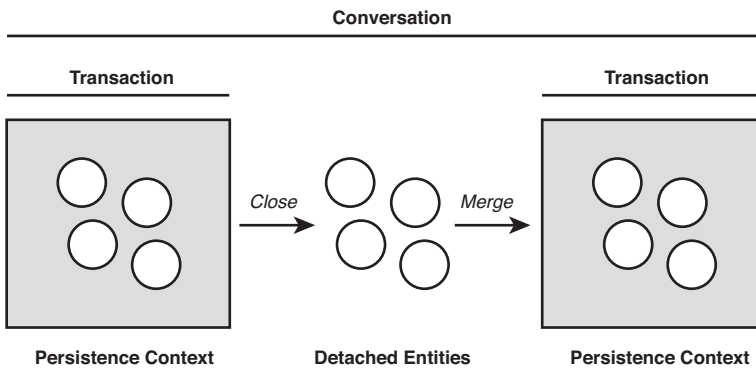 Conversation
Transaction
Transaction
Close
Merge
Persistence Context
Detached Entities
Persistence Context